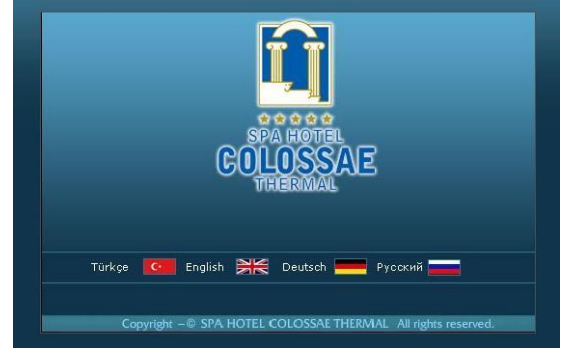 SPA HOTEL
COLOSSAE
THERMAL
Türkçe English Deutsch Русский
Copyright – © SPA HOTEL COLOSSAE THERMAL All rights reserved.